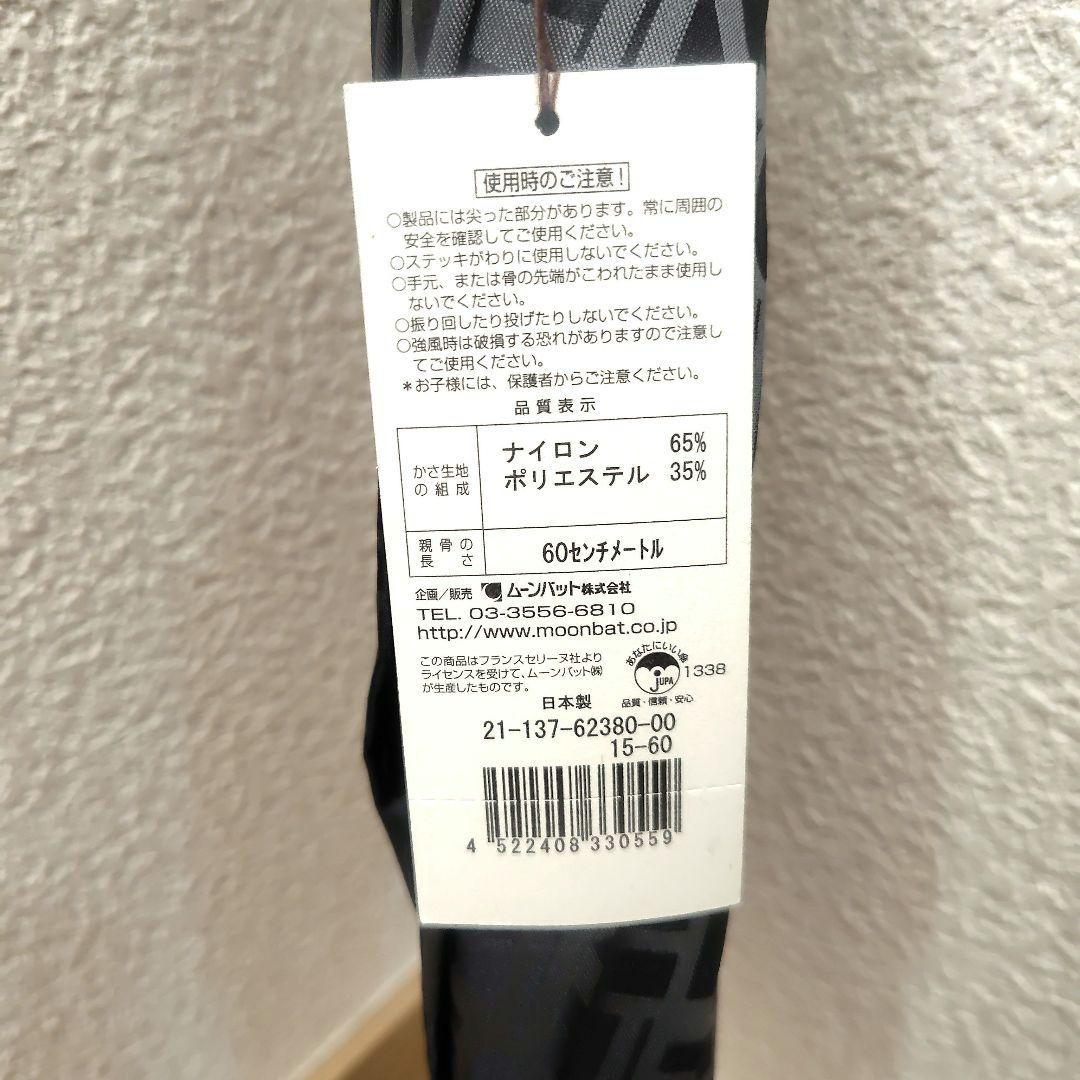 使用時のご注意!
○製品には尖った部分があります。常に周囲の
安全を確認してご使用ください。
○ステッキがわりに使用しないでください。
○手元、または骨の先端がこわれたまま使用し
ないでください。
○振り回したり投げたりしないでください。
○強風時は破損する恐れがありますので注意し
てご使用ください。
*お子様には、保護者からご注意ください。
品質表示
かさ生地
の組成
ナイロン 65%
ポリエステル 35%
親骨の
長さ
60センチメートル
企画/販売 ムーンバット株式会社
TEL. 03-3556-6810
http://www.moonbat.co.jp
この商品はフランスセリーヌ社より
ライセンスを受けて、ムーンバット㈱
が生産したものです。
あなたにいい傘
JUPA
1338
品質・信頼・安心
日本製
21-137-62380-00
15-60
4 522408 330559